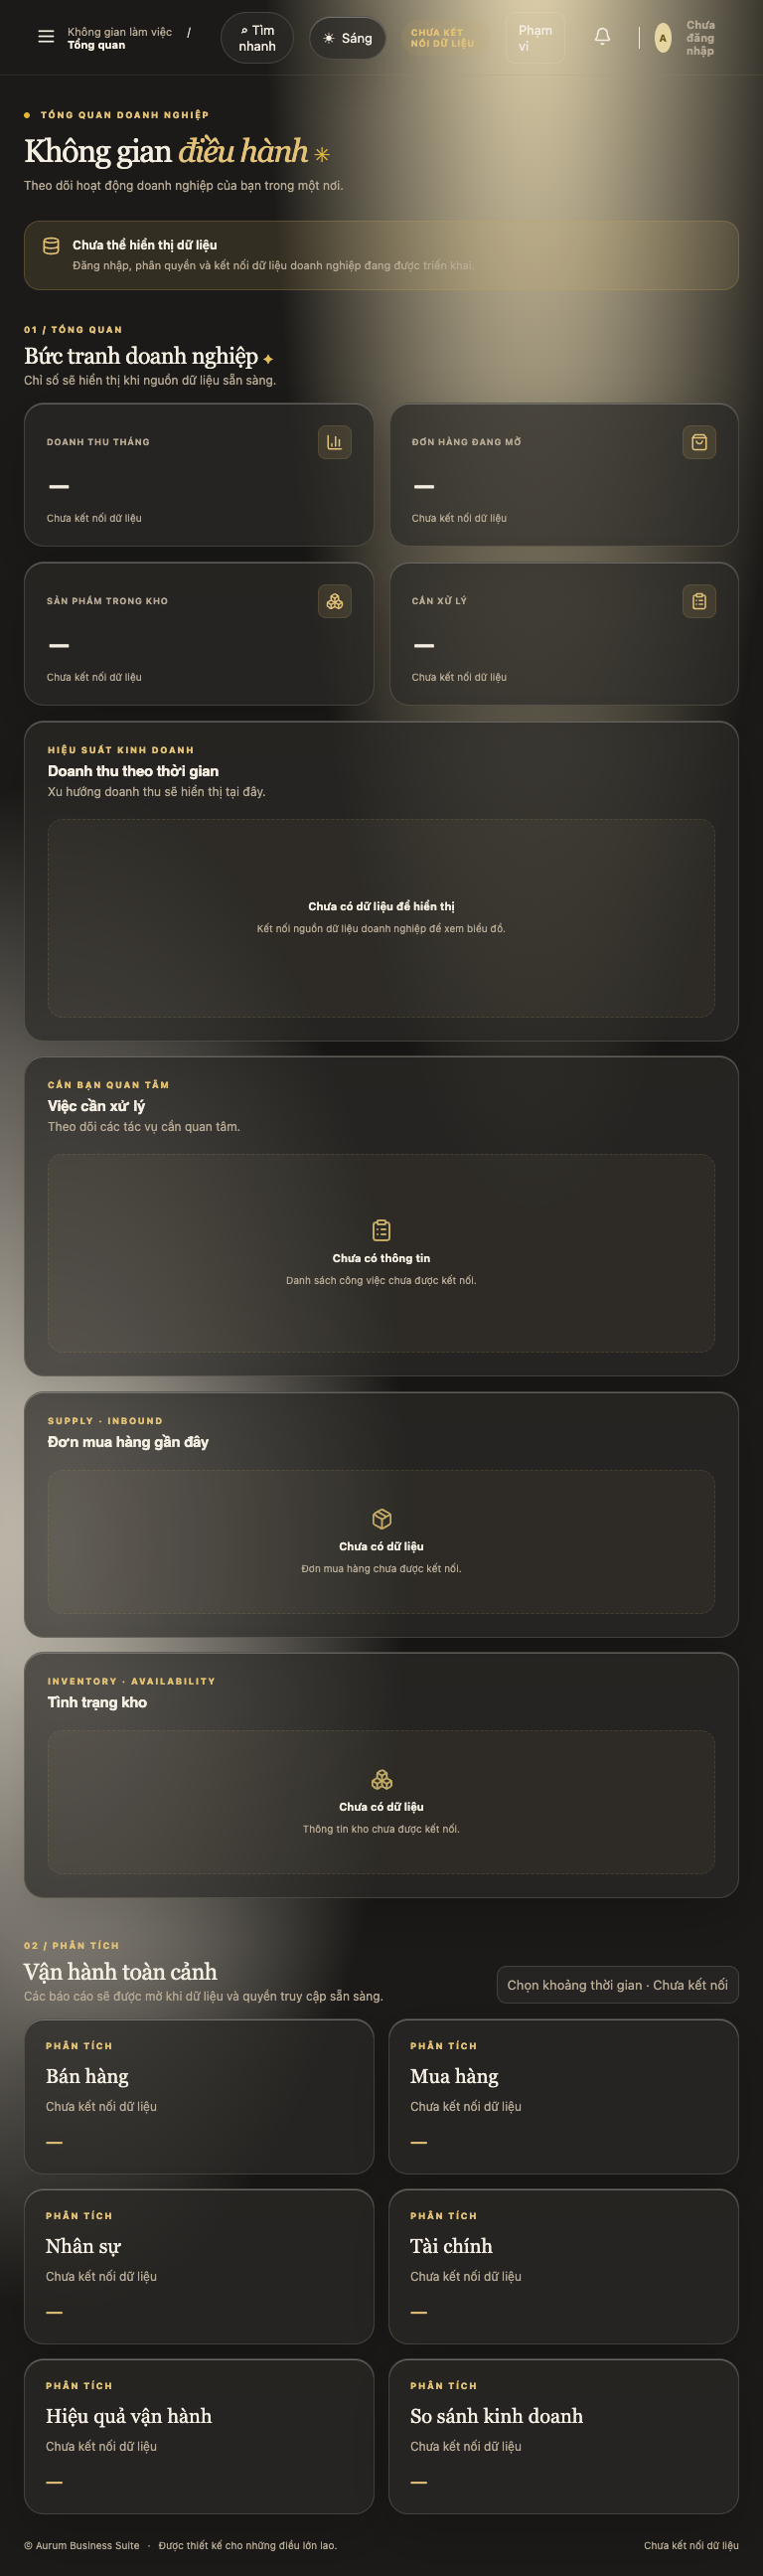 Không gian làm việc /
Tổng quan
Tìm nhanh
Sáng
CHƯA KẾT
NỐI DỮ LIỆU
Phạm
vi
A
Chưa
đăng
nhập
TỔNG QUAN DOANH NGHIỆP
Không gian điều hành
Theo dõi hoạt động doanh nghiệp của bạn trong một nơi.
Chưa thể hiển thị dữ liệu
Đăng nhập, phân quyền và kết nối dữ liệu doanh nghiệp đang được triển khai.
01 / TỔNG QUAN
Bức tranh doanh nghiệp
Chỉ số sẽ hiển thị khi nguồn dữ liệu sẵn sàng.
DOANH THU THÁNG
—
Chưa kết nối dữ liệu
ĐƠN HÀNG ĐANG MỞ
—
Chưa kết nối dữ liệu
SẢN PHẨM TRONG KHO
—
Chưa kết nối dữ liệu
CẦN XỬ LÝ
—
Chưa kết nối dữ liệu
HIỆU SUẤT KINH DOANH
Doanh thu theo thời gian
Xu hướng doanh thu sẽ hiển thị tại đây.
Chưa có dữ liệu để hiển thị
Kết nối nguồn dữ liệu doanh nghiệp để xem biểu đồ.
CẦN BẠN QUAN TÂM
Việc cần xử lý
Theo dõi các tác vụ cần quan tâm.
Chưa có thông tin
Danh sách công việc chưa được kết nối.
SUPPLY · INBOUND
Đơn mua hàng gần đây
Chưa có dữ liệu
Đơn mua hàng chưa được kết nối.
INVENTORY · AVAILABILITY
Tình trạng kho
Chưa có dữ liệu
Thông tin kho chưa được kết nối.
02 / PHÂN TÍCH
Vận hành toàn cảnh
Các báo cáo sẽ được mở khi dữ liệu và quyền truy cập sẵn sàng.
Chọn khoảng thời gian · Chưa kết nối
PHÂN TÍCH
Bán hàng
Chưa kết nối dữ liệu
—
PHÂN TÍCH
Mua hàng
Chưa kết nối dữ liệu
—
PHÂN TÍCH
Nhân sự
Chưa kết nối dữ liệu
—
PHÂN TÍCH
Tài chính
Chưa kết nối dữ liệu
—
PHÂN TÍCH
Hiệu quả vận hành
Chưa kết nối dữ liệu
—
PHÂN TÍCH
So sánh kinh doanh
Chưa kết nối dữ liệu
—
© Aurum Business Suite · Được thiết kế cho những điều lớn lao.
Chưa kết nối dữ liệu